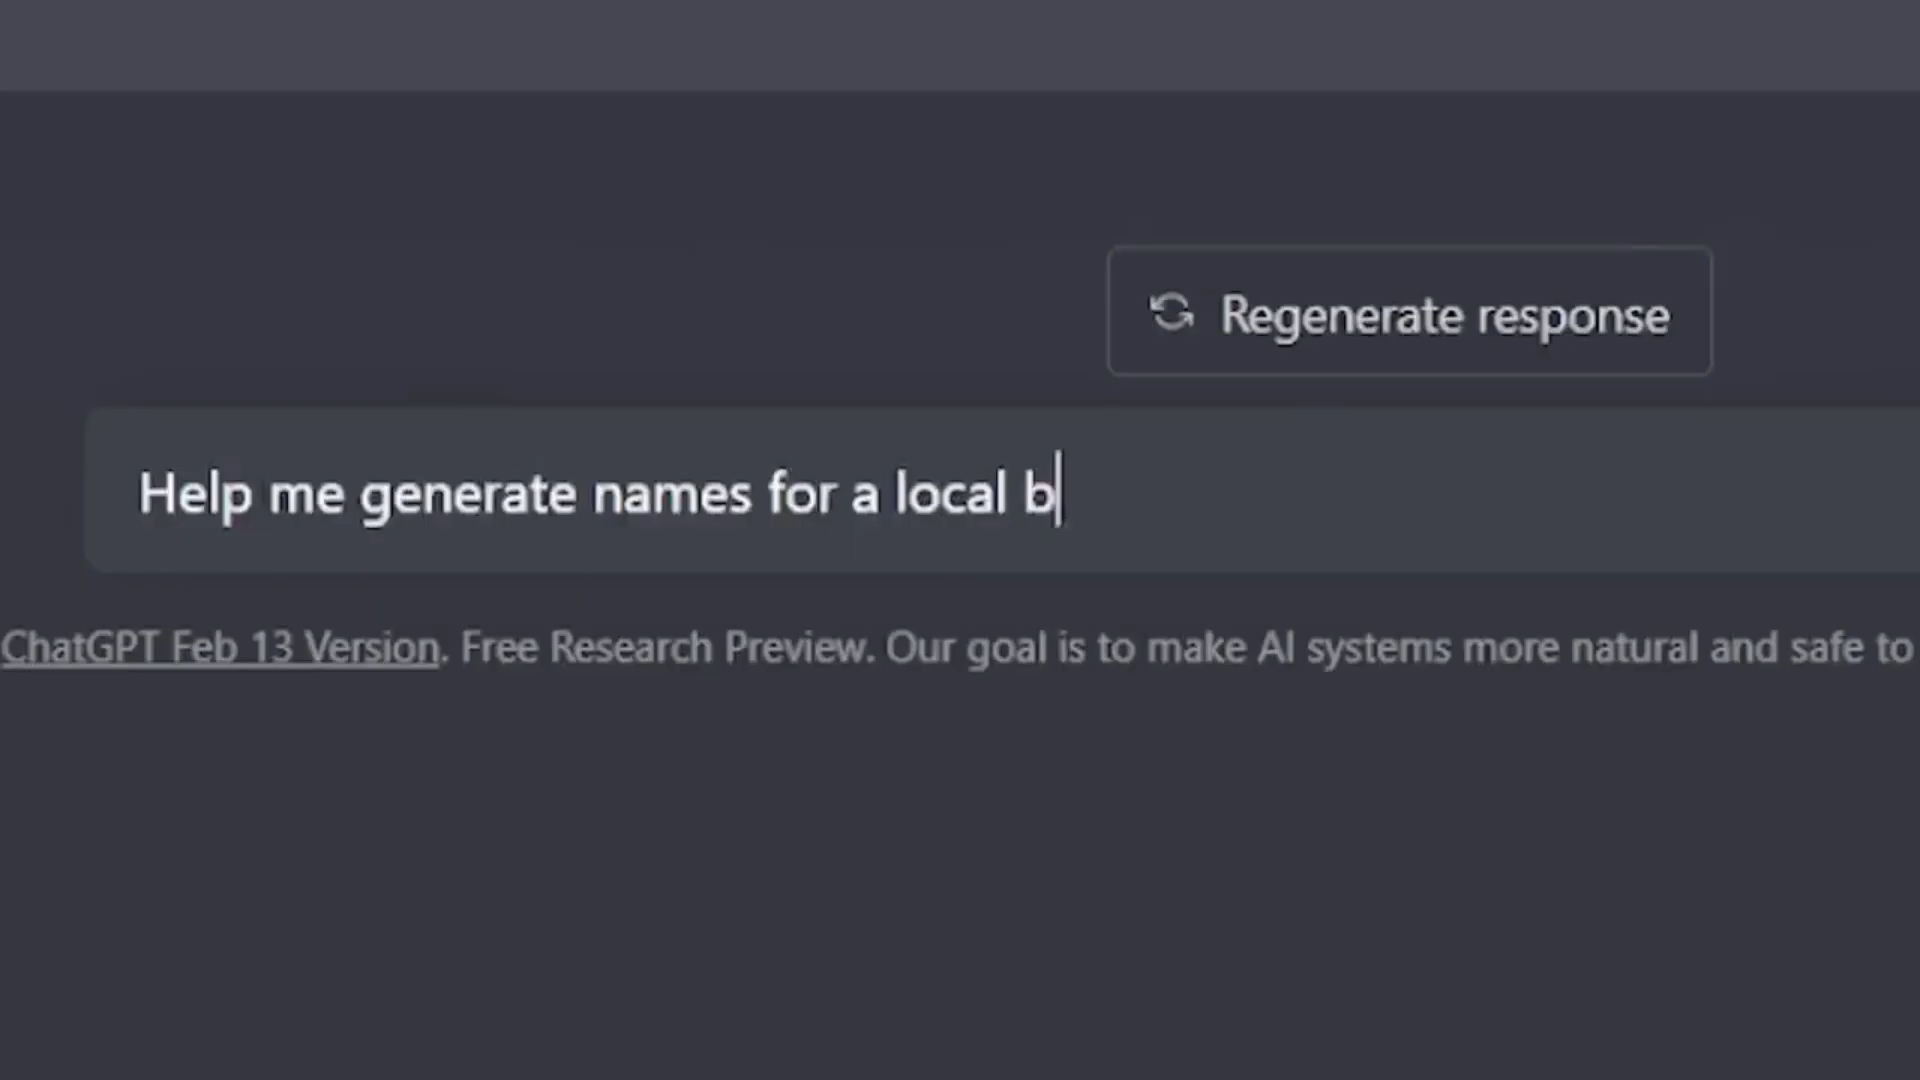 Regenerate response
Help me generate names for a local b
ChatGPT Feb 13 Version. Free Research Preview. Our goal is to make AI systems more natural and safe to